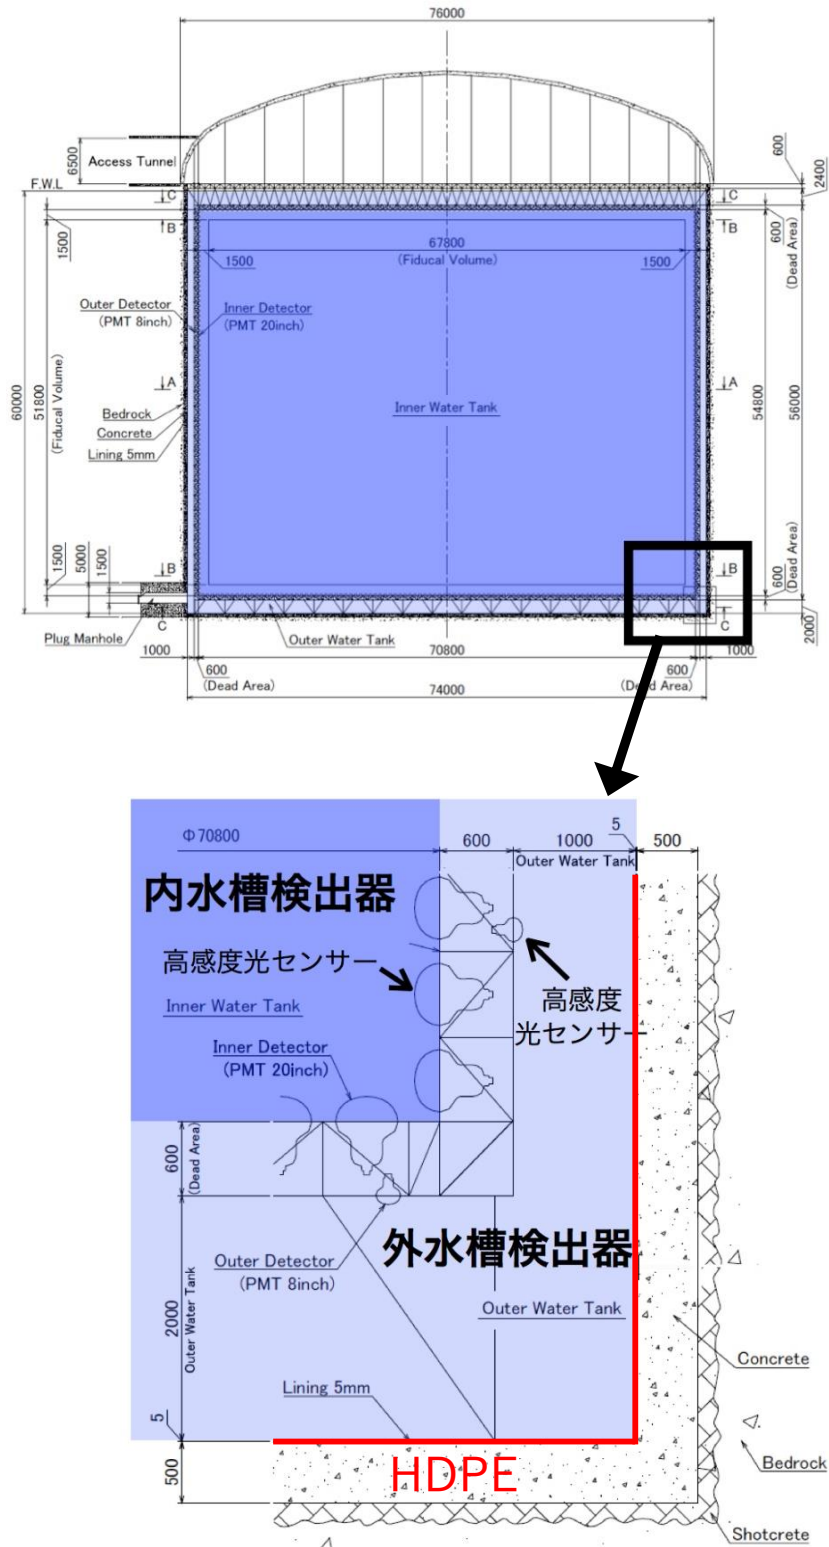 76000
6500
Access Tunnel
600
2400
F.W.L
C
C
B
B
1500
67800
(Fiducal Volume)
1500
1500
600
(Dead Area)
Outer Detector
(PMT 8inch)
Inner Detector
(PMT 20inch)
60000
51800
(Fiducal Volume)
A
A
54800
56000
Bedrock
Concrete
Lining 5mm
Inner Water Tank
1500
5000
1500
B
B
600
(Dead Area)
Plug Manhole
C
Outer Water Tank
C
2000
1000
600
(Dead Area)
70800
600
(Dead Area)
1000
74000
Φ70800
600
1000
5
500
Outer Water Tank
内水槽検出器
高感度光センサー
高感度
光センサー
Inner Water Tank
Inner Detector
(PMT 20inch)
600
(Dead Area)
外水槽検出器
Outer Detector
(PMT 8inch)
2000
Outer Water Tank
Outer Water Tank
Lining 5mm
Concrete
5
500
HDPE
Bedrock
Shotcrete